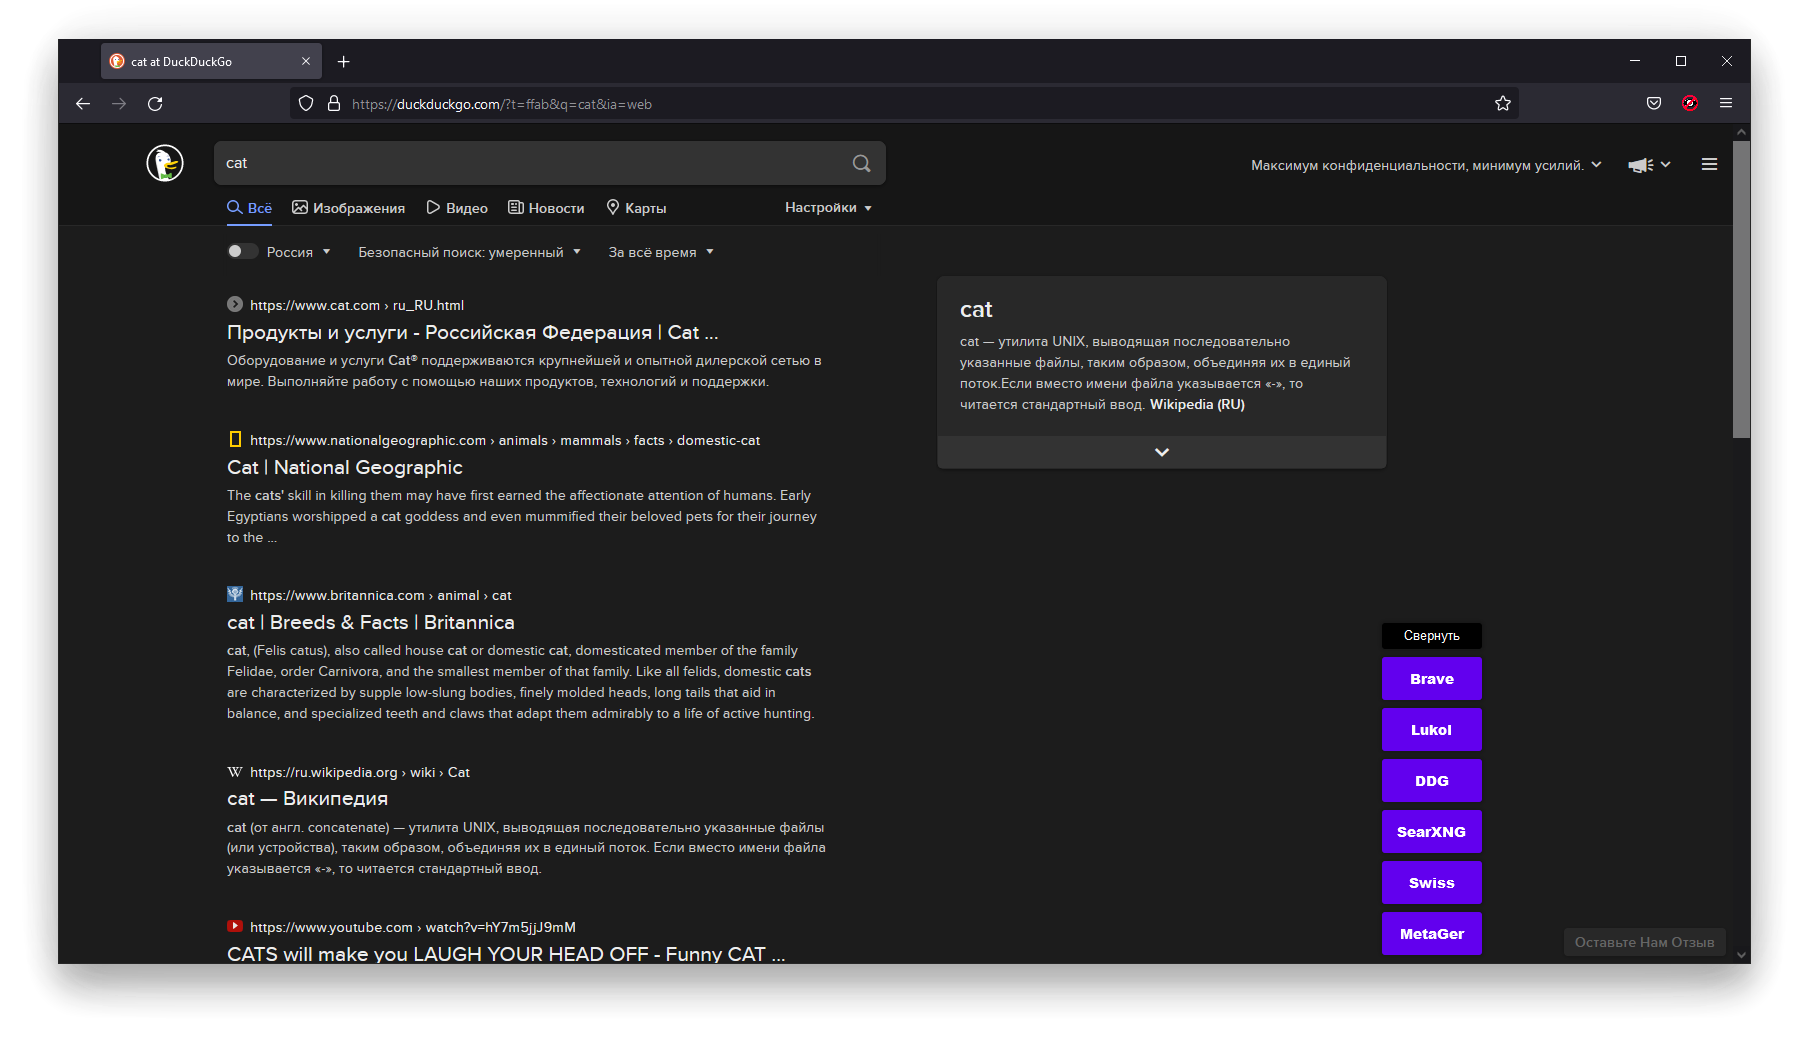 cat at DuckDuckGo
https://duckduckgo.com/?t=ffab&q=cat&ia=web
cat
Максимум конфиденциальности, минимум усилий.
Всё
Изображения
Видео
Новости
Карты
Настройки
Россия
Безопасный поиск: умеренный
За всё время
https://www.cat.com › ru_RU.html
Продукты и услуги - Российская Федерация | Cat ...
Оборудование и услуги Cat® поддерживаются крупнейшей и опытной дилерской сетью в
мире. Выполняйте работу с помощью наших продуктов, технологий и поддержки.
https://www.nationalgeographic.com › animals › mammals › facts › domestic-cat
Cat | National Geographic
The cats' skill in killing them may have first earned the affectionate attention of humans. Early
Egyptians worshipped a cat goddess and even mummified their beloved pets for their journey
to the ...
https://www.britannica.com › animal › cat
cat | Breeds & Facts | Britannica
cat, (Felis catus), also called house cat or domestic cat, domesticated member of the family
Felidae, order Carnivora, and the smallest member of that family. Like all felids, domestic cats
are characterized by supple low-slung bodies, finely molded heads, long tails that aid in
balance, and specialized teeth and claws that adapt them admirably to a life of active hunting.
W https://ru.wikipedia.org › wiki › Cat
cat — Википедия
cat (от англ. concatenate) — утилита UNIX, выводящая последовательно указанные файлы
(или устройства), таким образом, объединяя их в единый поток. Если вместо имени файла
указывается «-», то читается стандартный ввод.
https://www.youtube.com › watch?v=hY7m5jjJ9mM
CATS will make you LAUGH YOUR HEAD OFF - Funny CAT ...
cat
cat — утилита UNIX, выводящая последовательно
указанные файлы, таким образом, объединяя их в единый
поток.Если вместо имени файла указывается «-», то
читается стандартный ввод. Wikipedia (RU)
Свернуть
Brave
Lukol
DDG
SearXNG
Swiss
MetaGer
Оставьте Нам Отзыв